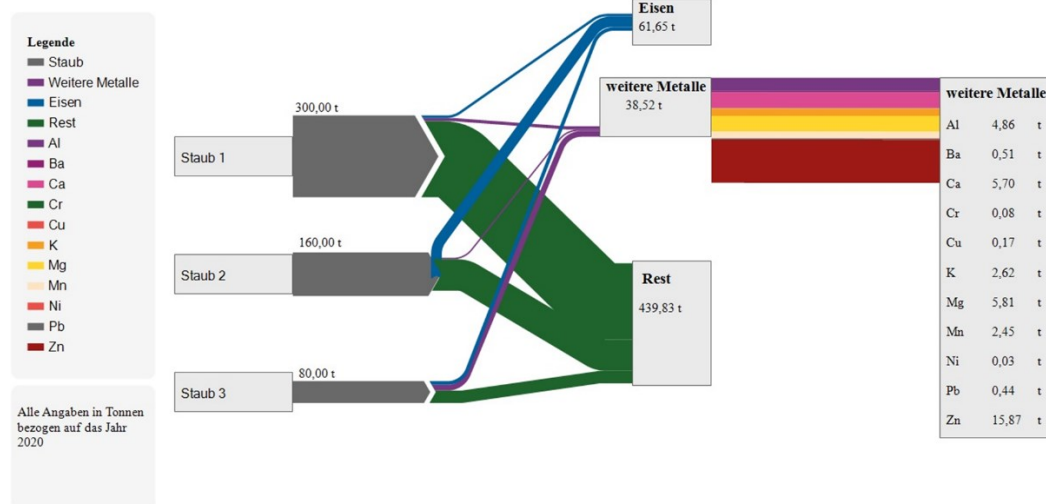 Legende
Staub
Weitere Metalle
Eisen
Rest
Al
Ba
Ca
Cr
Cu
K
Mg
Mn
Ni
Pb
Zn
Alle Angaben in Tonnen
bezogen auf das Jahr
2020
Staub 1
300,00 t
Staub 2
160,00 t
Staub 3
80,00 t
Eisen
61,65 t
weitere Metalle
38,52 t
Rest
439,83 t
weitere Metalle
Al 4,86 t
Ba 0,51 t
Ca 5,70 t
Cr 0,08 t
Cu 0,17 t
K 2,62 t
Mg 5,81 t
Mn 2,45 t
Ni 0,03 t
Pb 0,44 t
Zn 15,87 t